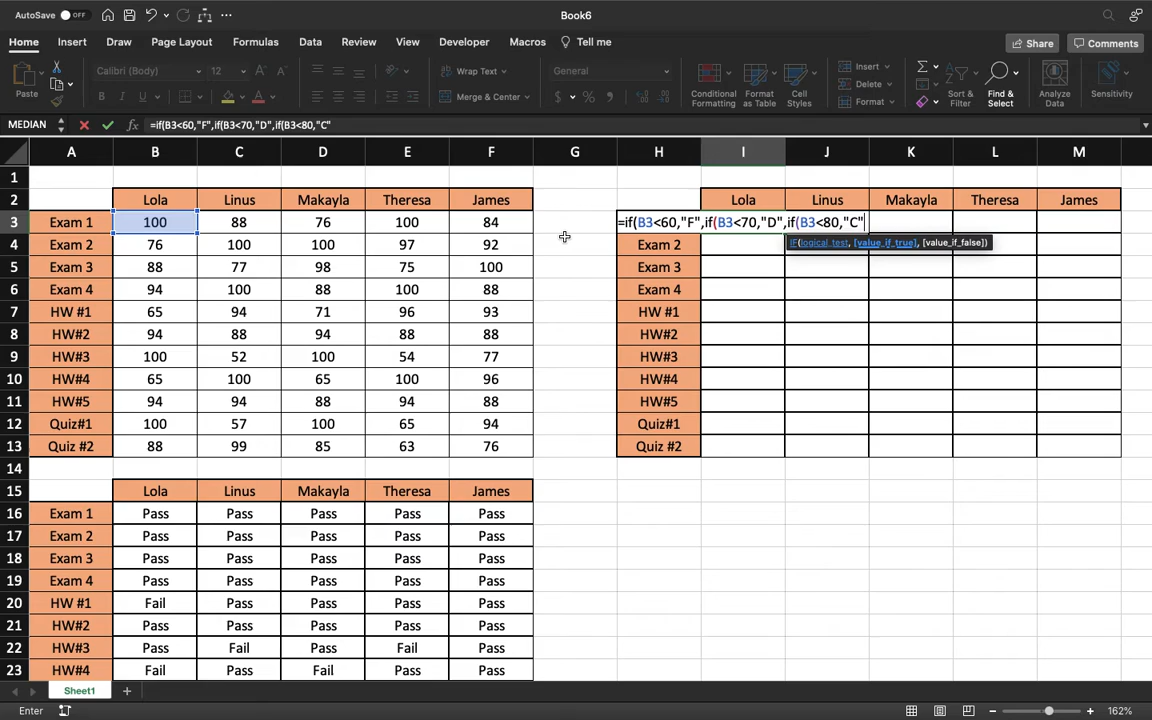 AutoSave OFF Book6
Home Insert Draw Page Layout Formulas Data Review View Developer Macros Tell me Share Comments
Paste Calibri (Body) 12 A A Wrap Text General Insert
B I U A Merge & Center $ % Delete
Conditional Formatting Format as Table Cell Styles Format Sort & Filter Find & Select Analyze Data Sensitivity
MEDIAN fx =if(B3<60,"F",if(B3<70,"D",if(B3<80,"C"
A B C D E F G H I J K L M
1
2 Lola Linus Makayla Theresa James Lola Linus Makayla Theresa James
3 Exam 1 100 88 76 100 84 =if(B3<60,"F",if(B3<70,"D",if(B3<80,"C"
4 Exam 2 76 100 100 97 92 Exam 2 IF(logical_test, [value_if_true], [value_if_false])
5 Exam 3 88 77 98 75 100 Exam 3
6 Exam 4 94 100 88 100 88 Exam 4
7 HW #1 65 94 71 96 93 HW #1
8 HW#2 94 88 94 88 88 HW#2
9 HW#3 100 52 100 54 77 HW#3
10 HW#4 65 100 65 100 96 HW#4
11 HW#5 94 94 88 94 88 HW#5
12 Quiz#1 100 57 100 65 94 Quiz#1
13 Quiz #2 88 99 85 63 76 Quiz #2
14
15 Lola Linus Makayla Theresa James
16 Exam 1 Pass Pass Pass Pass Pass
17 Exam 2 Pass Pass Pass Pass Pass
18 Exam 3 Pass Pass Pass Pass Pass
19 Exam 4 Pass Pass Pass Pass Pass
20 HW #1 Fail Pass Pass Pass Pass
21 HW#2 Pass Pass Pass Pass Pass
22 HW#3 Pass Fail Pass Fail Pass
23 HW#4 Fail Pass Fail Pass Pass
Sheet1
Enter 162%